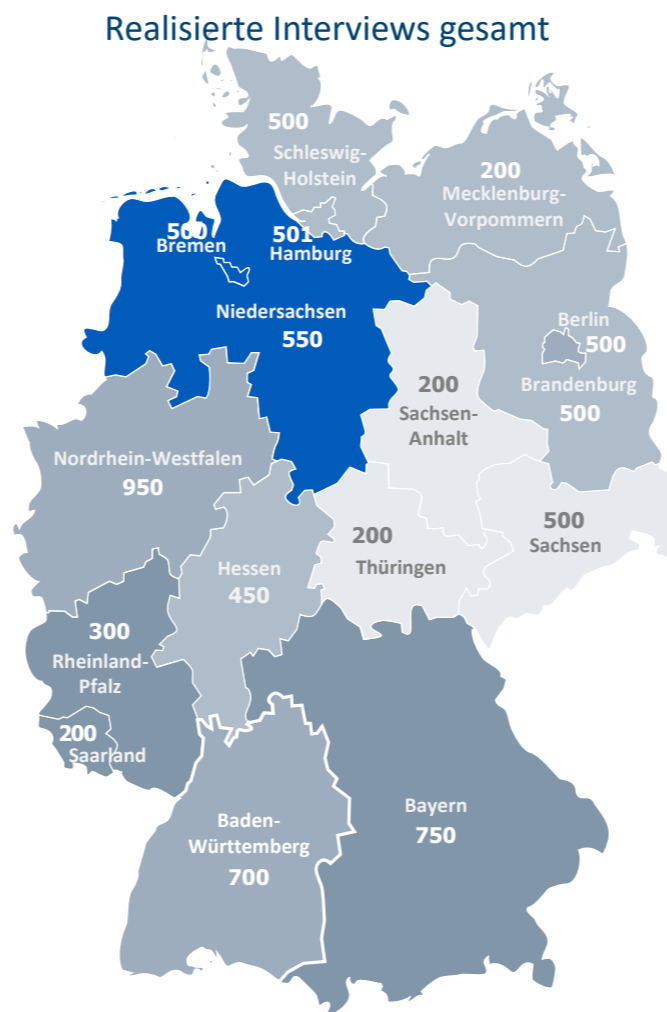 Realisierte Interviews gesamt
500
Schleswig-
Holstein
200
Mecklenburg-
Vorpommern
500
Bremen
501
Hamburg
Niedersachsen
550
Berlin
500
Brandenburg
500
200
Sachsen-
Anhalt
Nordrhein-Westfalen
950
200
Thüringen
500
Sachsen
Hessen
450
300
Rheinland-
Pfalz
200
Saarland
Baden-
Württemberg
700
Bayern
750